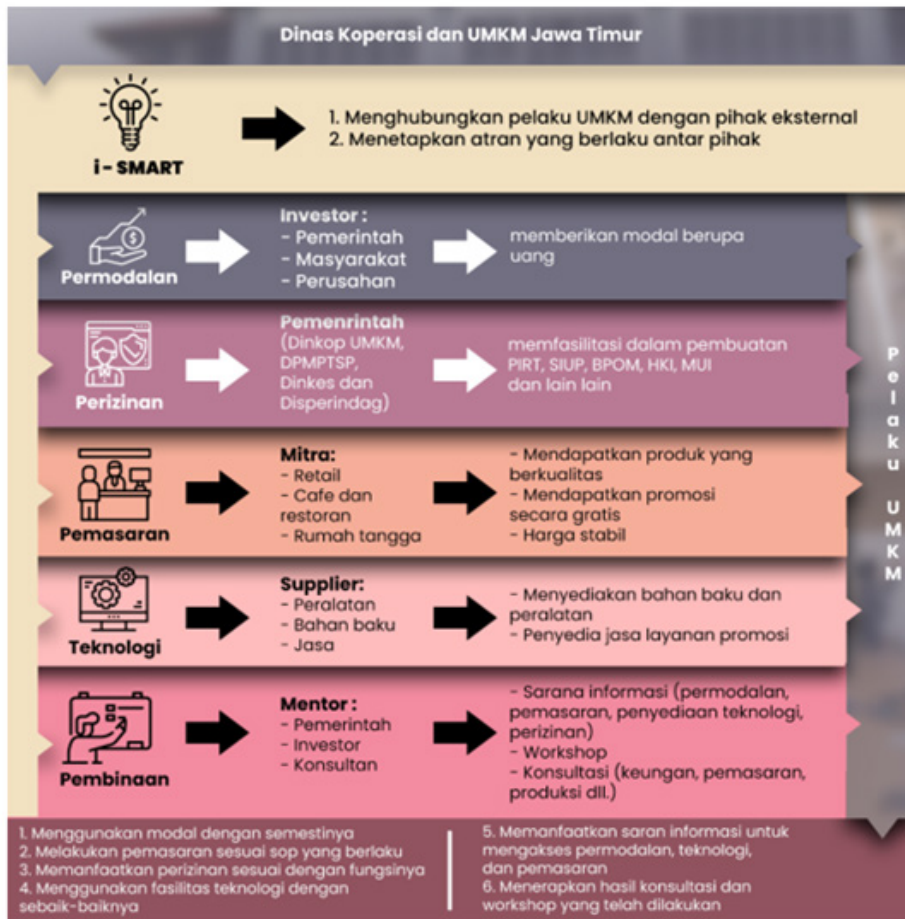 Dinas Koperasi dan UMKM Jawa Timur
i - SMART
1. Menghubungkan pelaku UMKM dengan pihak eksternal
2. Menetapkan atran yang berlaku antar pihak
Permodalan
Investor :
- Pemerintah
- Masyarakat
- Perusahan
memberikan modal berupa
uang
Perizinan
Pemenrintah
(Dinkop UMKM,
DPMPTSP,
Dinkes dan
Disperindag)
memfasilitasi dalam pembuatan
PIRT, SIUP, BPOM, HKI, MUI
dan lain lain
Pemasaran
Mitra:
- Retail
- Cafe dan
restoran
- Rumah tangga
- Mendapatkan produk yang
berkualitas
- Mendapatkan promosi
secara gratis
- Harga stabil
Teknologi
Supplier:
- Peralatan
- Bahan baku
- Jasa
- Menyediakan bahan baku dan
peralatan
- Penyedia jasa layanan promosi
Pembinaan
Mentor :
- Pemerintah
- Investor
- Konsultan
- Sarana informasi (permodalan,
pemasaran, penyediaan teknologi,
perizinan)
- Workshop
- Konsultasi (keungan, pemasaran,
produksi dll.)
Pelaku UMKM
1. Menggunakan modal dengan semestinya
2. Melakukan pemasaran sesuai sop yang berlaku
3. Memanfaatkan perizinan sesuai dengan fungsinya
4. Menggunakan fasilitas teknologi dengan
sebaik-baiknya
5. Memanfaatkan saran informasi untuk
mengakses permodalan, teknologi,
dan pemasaran
6. Menerapkan hasil konsultasi dan
workshop yang telah dilakukan